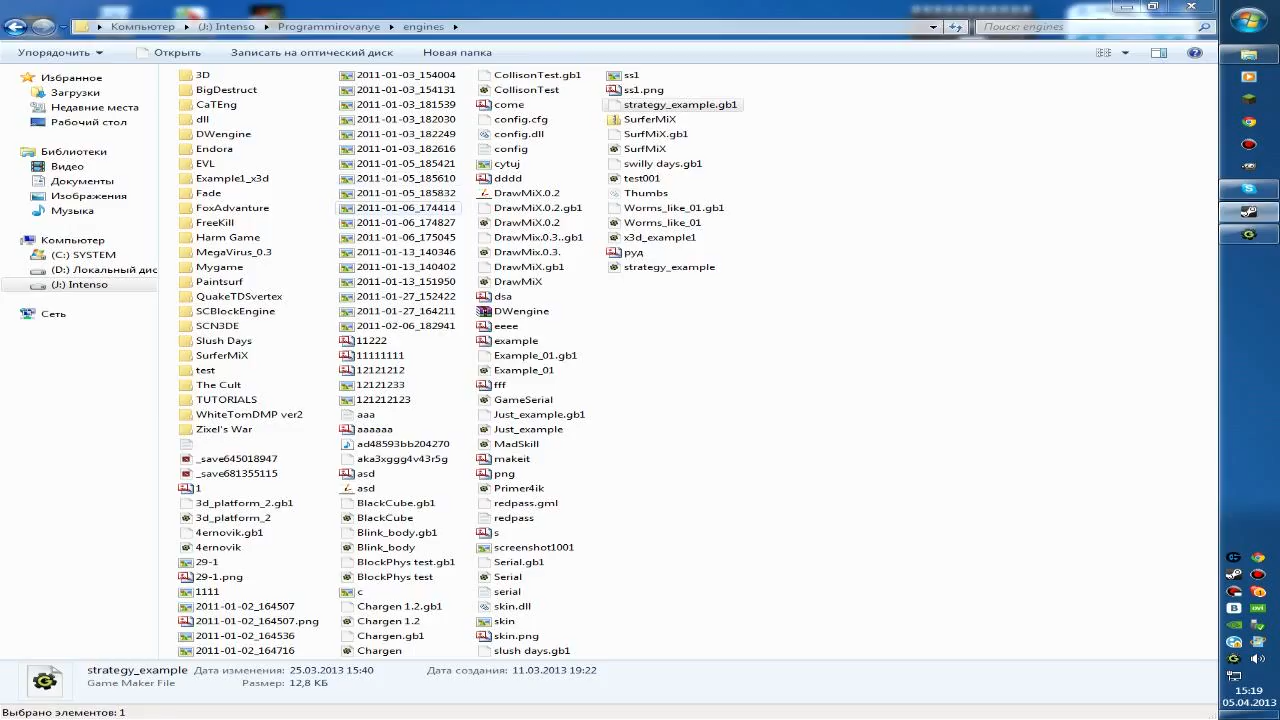 Компьютер ▸ (J:) Intenso ▸ Programmirovanye ▸ engines ▸
Поиск: engines
Упорядочить
Открыть
Записать на оптический диск
Новая папка
Избранное
Загрузки
Недавние места
Рабочий стол
Библиотеки
Видео
Документы
Изображения
Музыка
Компьютер
(C:) SYSTEM
(D:) Локальный дис
(J:) Intenso
Сеть
3D
BigDestruct
CaTEng
dll
DWengine
Endora
EVL
Example1_x3d
Fade
FoxAdvanture
FreeKill
Harm Game
MegaVirus_0.3
Mygame
Paintsurf
QuakeTDSvertex
SCBlockEngine
SCN3DE
Slush Days
SurferMiX
test
The Cult
TUTORIALS
WhiteTomDMP ver2
Zixel's War
_save645018947
_save681355115
1
3d_platform_2.gb1
3d_platform_2
4ernovik.gb1
4ernovik
29-1
29-1.png
1111
2011-01-02_164507
2011-01-02_164507.png
2011-01-02_164536
2011-01-02_164716
2011-01-03_154004
2011-01-03_154131
2011-01-03_181539
2011-01-03_182030
2011-01-03_182249
2011-01-03_182616
2011-01-05_185421
2011-01-05_185610
2011-01-05_185832
2011-01-06_174414
2011-01-06_174827
2011-01-06_175045
2011-01-13_140346
2011-01-13_140402
2011-01-13_151950
2011-01-27_152422
2011-01-27_164211
2011-02-06_182941
11222
11111111
12121212
12121233
121212123
aaa
aaaaaa
ad48593bb204270
aka3xggg4v43r5g
asd
asd
BlackCube.gb1
BlackCube
Blink_body.gb1
Blink_body
BlockPhys test.gb1
BlockPhys test
c
Chargen 1.2.gb1
Chargen 1.2
Chargen.gb1
Chargen
CollisonTest.gb1
CollisonTest
come
config.cfg
config.dll
config
cytuj
dddd
DrawMiX.0.2
DrawMiX.0.2.gb1
DrawMiX.0.2
DrawMix.0.3..gb1
DrawMix.0.3.
DrawMiX.gb1
DrawMiX
dsa
DWengine
eeee
example
Example_01.gb1
Example_01
fff
GameSerial
Just_example.gb1
Just_example
MadSkill
makeit
png
Primer4ik
redpass.gml
redpass
s
screenshot1001
Serial.gb1
Serial
serial
skin.dll
skin
skin.png
slush days.gb1
ss1
ss1.png
strategy_example.gb1
SurferMiX
SurfMiX.gb1
SurfMiX
swilly days.gb1
test001
Thumbs
Worms_like_01.gb1
Worms_like_01
x3d_example1
руд
strategy_example
strategy_example Дата изменения: 25.03.2013 15:40 Дата создания: 11.03.2013 19:22
Game Maker File Размер: 12,8 КБ
Выбрано элементов: 1
15:19
05.04.2013